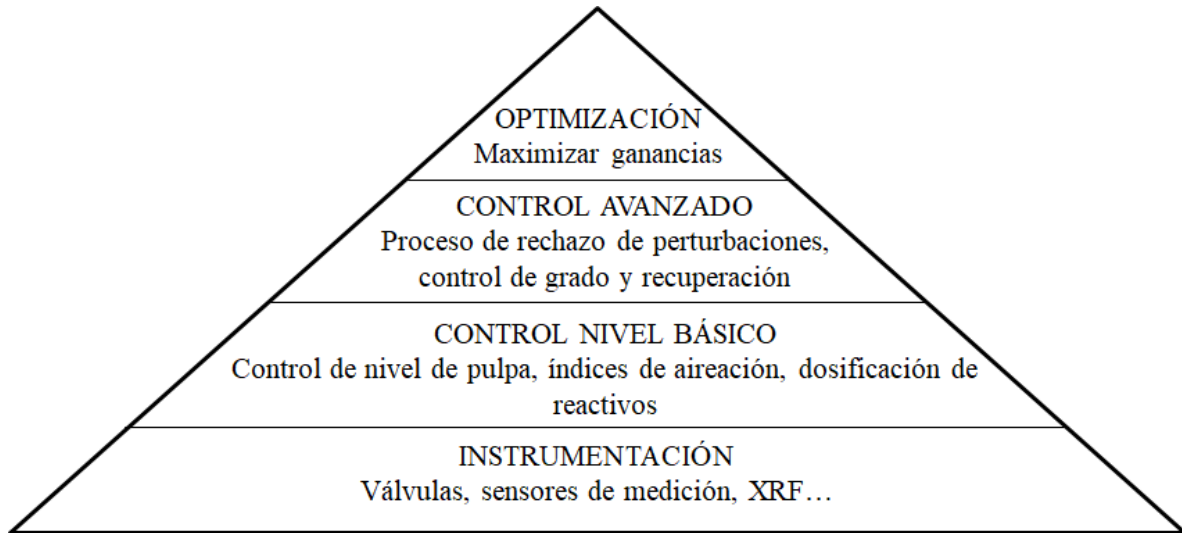 OPTIMIZACIÓN
Maximizar ganancias
CONTROL AVANZADO
Proceso de rechazo de perturbaciones,
control de grado y recuperación
CONTROL NIVEL BÁSICO
Control de nivel de pulpa, índices de aireación, dosificación de
reactivos
INSTRUMENTACIÓN
Válvulas, sensores de medición, XRF…